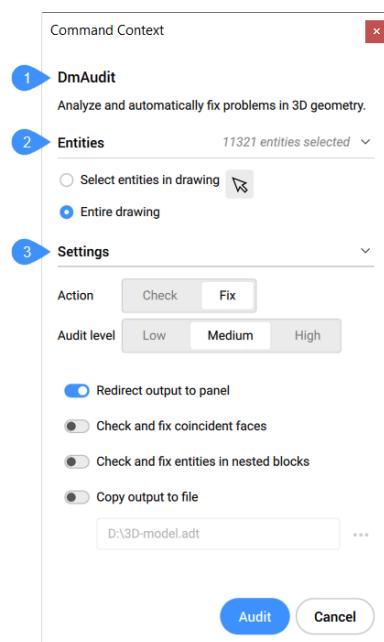 Command Context
1 DmAudit
Analyze and automatically fix problems in 3D geometry.
2 Entities 11321 entities selected
Select entities in drawing
Entire drawing
3 Settings
Action Check Fix
Audit level Low Medium High
Redirect output to panel
Check and fix coincident faces
Check and fix entities in nested blocks
Copy output to file
D:\3D-model.adt
Audit Cancel